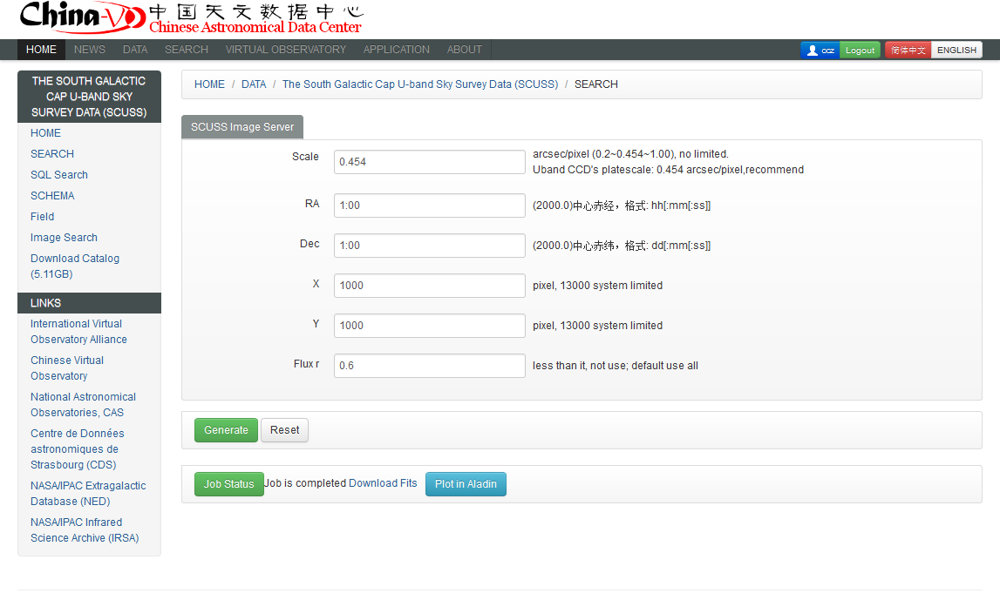 China-VO 中国天文数据中心
Chinese Astronomical Data Center
HOME NEWS DATA SEARCH VIRTUAL OBSERVATORY APPLICATION ABOUT ccz Logout 简体中文 ENGLISH
THE SOUTH GALACTIC
CAP U-BAND SKY
SURVEY DATA (SCUSS)
HOME
SEARCH
SQL Search
SCHEMA
Field
Image Search
Download Catalog
(5.11GB)
LINKS
International Virtual
Observatory Alliance
Chinese Virtual
Observatory
National Astronomical
Observatories, CAS
Centre de Données
astronomiques de
Strasbourg (CDS)
NASA/IPAC Extragalactic
Database (NED)
NASA/IPAC Infrared
Science Archive (IRSA)
HOME / DATA / The South Galactic Cap U-band Sky Survey Data (SCUSS) / SEARCH
SCUSS Image Server
Scale 0.454 arcsec/pixel (0.2~0.454~1.00), no limited.
Uband CCD's platescale: 0.454 arcsec/pixel,recommend
RA 1:00 (2000.0)中心赤经，格式: hh[:mm[:ss]]
Dec 1:00 (2000.0)中心赤纬，格式: dd[:mm[:ss]]
X 1000 pixel, 13000 system limited
Y 1000 pixel, 13000 system limited
Flux r 0.6 less than it, not use; default use all
Generate Reset
Job Status Job is completed Download Fits Plot in Aladin